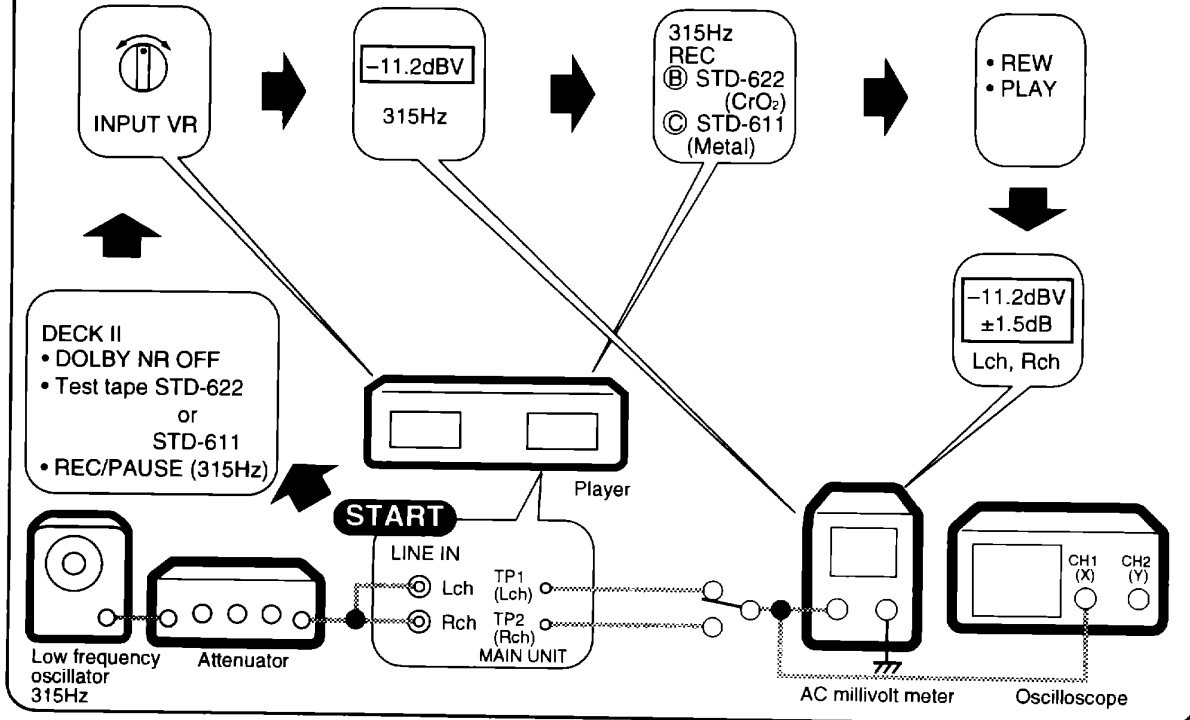 INPUT VR
–11.2dBV
315Hz
315Hz
REC
Ⓑ STD-622
(CrO₂)
Ⓒ STD-611
(Metal)
• REW
• PLAY
–11.2dBV
±1.5dB
Lch, Rch
DECK II
• DOLBY NR OFF
• Test tape STD-622
or
STD-611
• REC/PAUSE (315Hz)
Player
START
LINE IN
Lch
Rch
TP1
(Lch)
TP2
(Rch)
MAIN UNIT
Low frequency
oscillator
315Hz
Attenuator
AC millivolt meter
CH1
(X)
CH2
(Y)
Oscilloscope